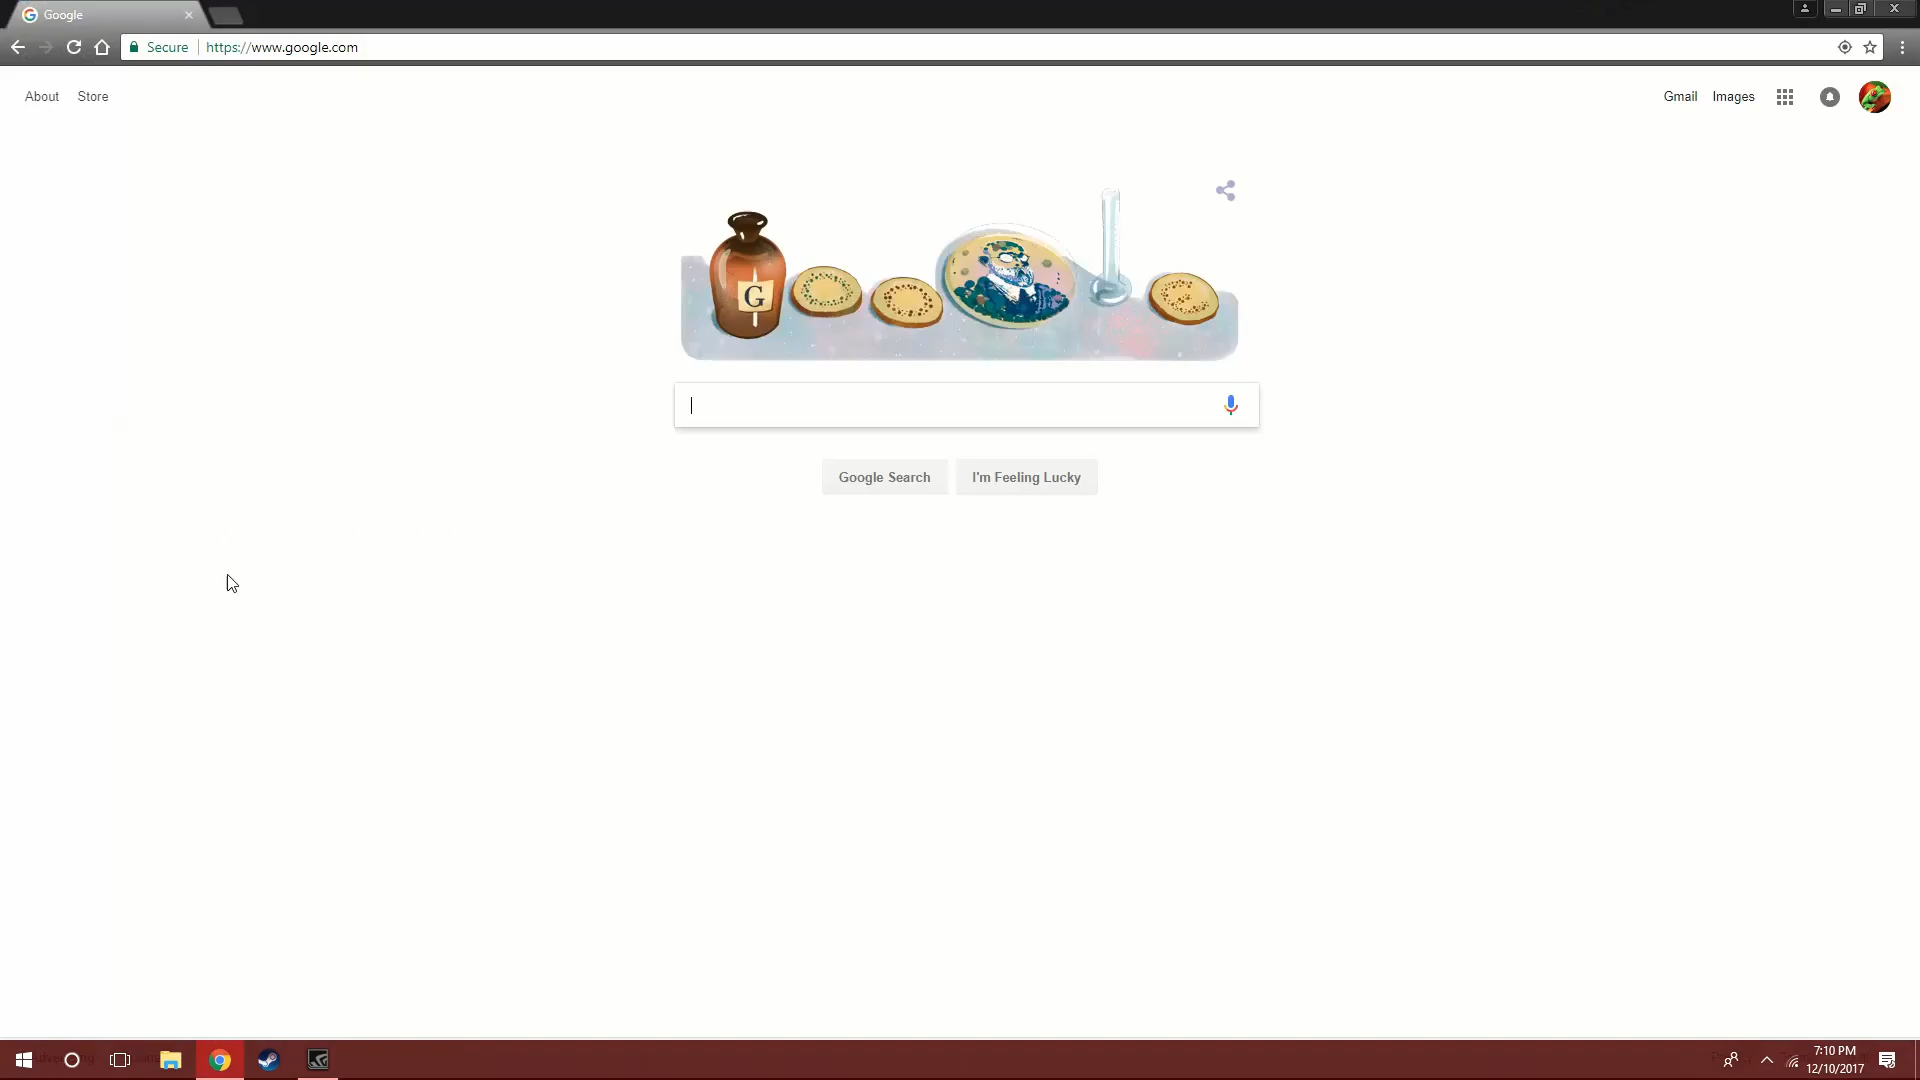 Google
Secure
https://www.google.com
About
Store
Gmail
Images
G
Google Search
I'm Feeling Lucky
7:10 PM
12/10/2017